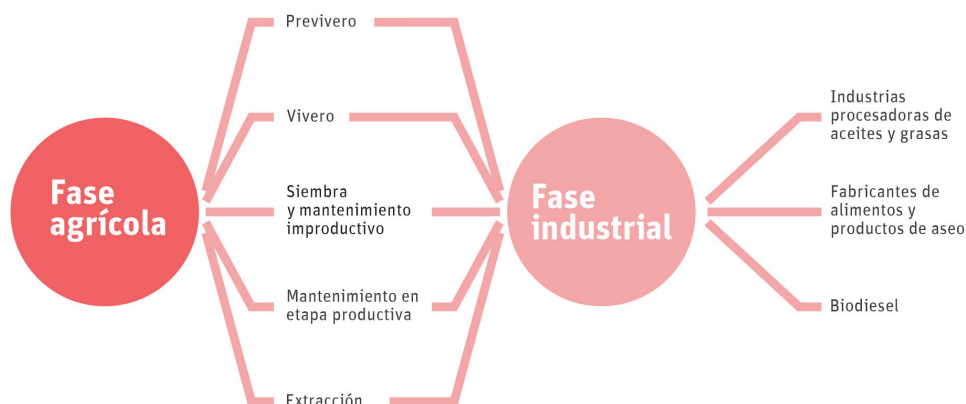 Fase
agrícola
Previvero
Vivero
Siembra
y mantenimiento
improductivo
Mantenimiento en
etapa productiva
Extracción
Fase
industrial
Industrias
procesadoras de
aceites y grasas
Fabricantes de
alimentos y
productos de aseo
Biodiesel